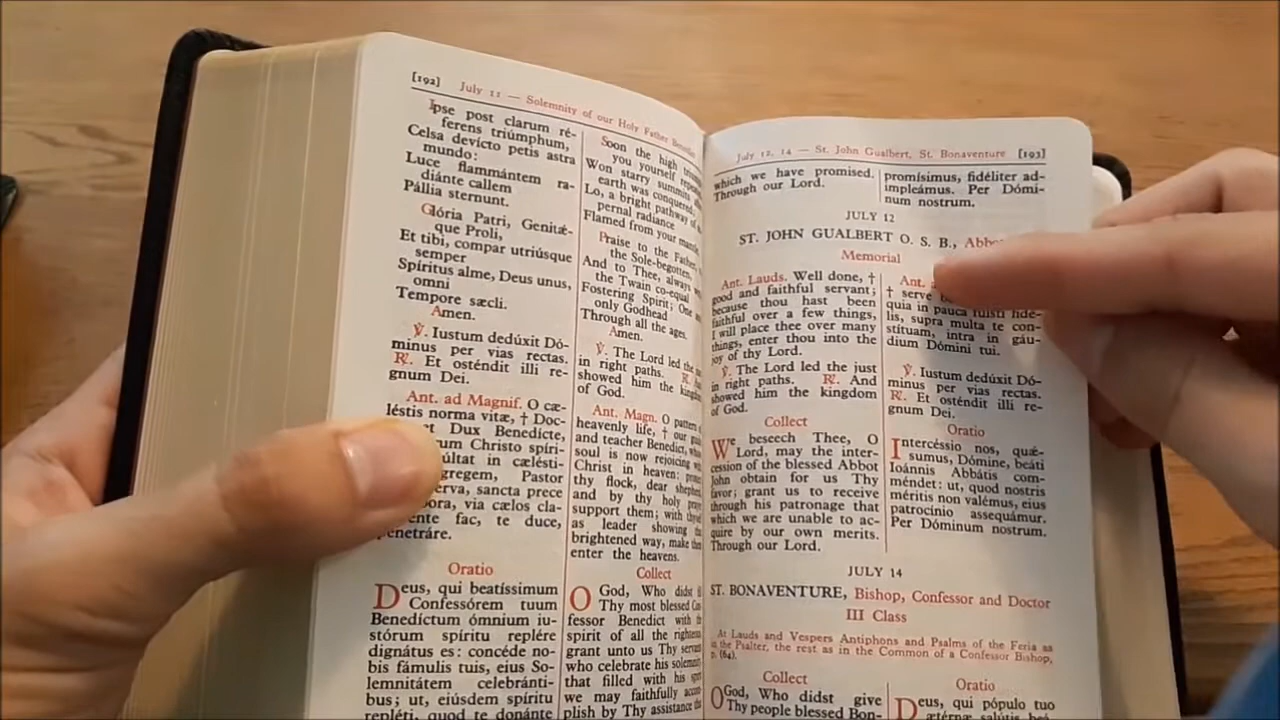 [192] July 11 — Solemnity of our Holy Father Benedict
Ipse post clarum ré-
ferens triúmphum,
Celsa devícto petis astra
mundo:
Luce flammántem ra-
diánte callem
Pállia sternunt.
Glória Patri, Genitæ-
que Proli,
Et tibi, compar utriúsque
semper
Spíritus alme, Deus unus,
omni
Tempore sæcli.
Amen.
℣. Iustum dedúxit Dó-
minus per vias rectas.
℟. Et osténdit illi re-
gnum Dei.
Ant. ad Magnif. O cæ-
léstis norma vitæ, † Doc-
et Dux Benedícte,
um Christo spíri-
últat in cælésti-
gregem, Pastor
erva, sancta prece
bora, via cælos cla-
ente fac, te duce,
penetráre.
Oratio
Deus, qui beatíssimum
Confessórem tuum
Benedíctum ómnium iu-
stórum spíritu replére
dignátus es: concéde no-
bis fámulis tuis, eius So-
lemnitátem celebránti-
bus; ut, eiúsdem spíritu
repléti, quod te donánte
Soon the high
you yourself
Won starry summits
earth was conquered:
Lo, a bright pathway of
pernal radiance
Flamed from your
Praise to the Father,
the Sole-begotten,
And to Thee, always
the Twain co-equal
Fostering Spirit; One
only Godhead
Through all the ages.
Amen.
℣. The Lord led the
in right paths. ℟.
showed him the kingdom
of God.
Ant. Magn. O pattern
heavenly life, † our
and teacher Benedict,
soul is now rejoicing
Christ in heaven:
thy flock, dear shepherd,
and by thy holy
support them; with
as leader showing
brightened way, make
enter the heavens.
Collect
O God, Who didst
Thy most blessed Con-
fessor Benedict with
spirit of all the
grant unto us Thy
who celebrate his
that filled with his
we may faithfully
plish by Thy assistance
July 12, 14 — St. John Gualbert, St. Bonaventure [193]
which we have promised.
Through our Lord.
promísimus, fidéliter ad-
impleámus. Per Dómi-
num nostrum.
JULY 12
ST. JOHN GUALBERT O. S. B.,
Memorial
Ant. Lauds. Well done, †
good and faithful servant;
because thou hast been
faithful over a few things,
I will place thee over many
things, enter thou into the
joy of thy Lord.
℣. The Lord led the just
in right paths. ℟. And
showed him the kingdom
of God.
Collect
We beseech Thee, O
Lord, may the inter-
cession of the blessed Abbot
John obtain for us Thy
favor; grant us to receive
through his patronage that
which we are unable to ac-
quire by our own merits.
Through our Lord.
Ant.
† serve
quia in pauca fuísti fidé-
lis, supra multa te con-
stítuam, intra in gáu-
dium Dómini tui.
℣. Iustum dedúxit Dó-
minus per vias rectas.
℟. Et osténdit illi re-
gnum Dei.
Oratio
Intercéssio nos, quǽ-
sumus, Dómine, beáti
Ioánnis Abbátis com-
méndet: ut, quod nostris
méritis non valémus, eius
patrocínio assequámur.
Per Dóminum nostrum.
JULY 14
ST. BONAVENTURE, Bishop, Confessor and Doctor
III Class
At Lauds and Vespers Antiphons and Psalms of the Feria as
in the Psalter, the rest as in the Common of a Confessor Bishop,
p. (64).
Collect
O God, Who didst give
Thy people blessed Bon-
Oratio
Deus, qui pópulo tuo
ætérnæ salútis beá-